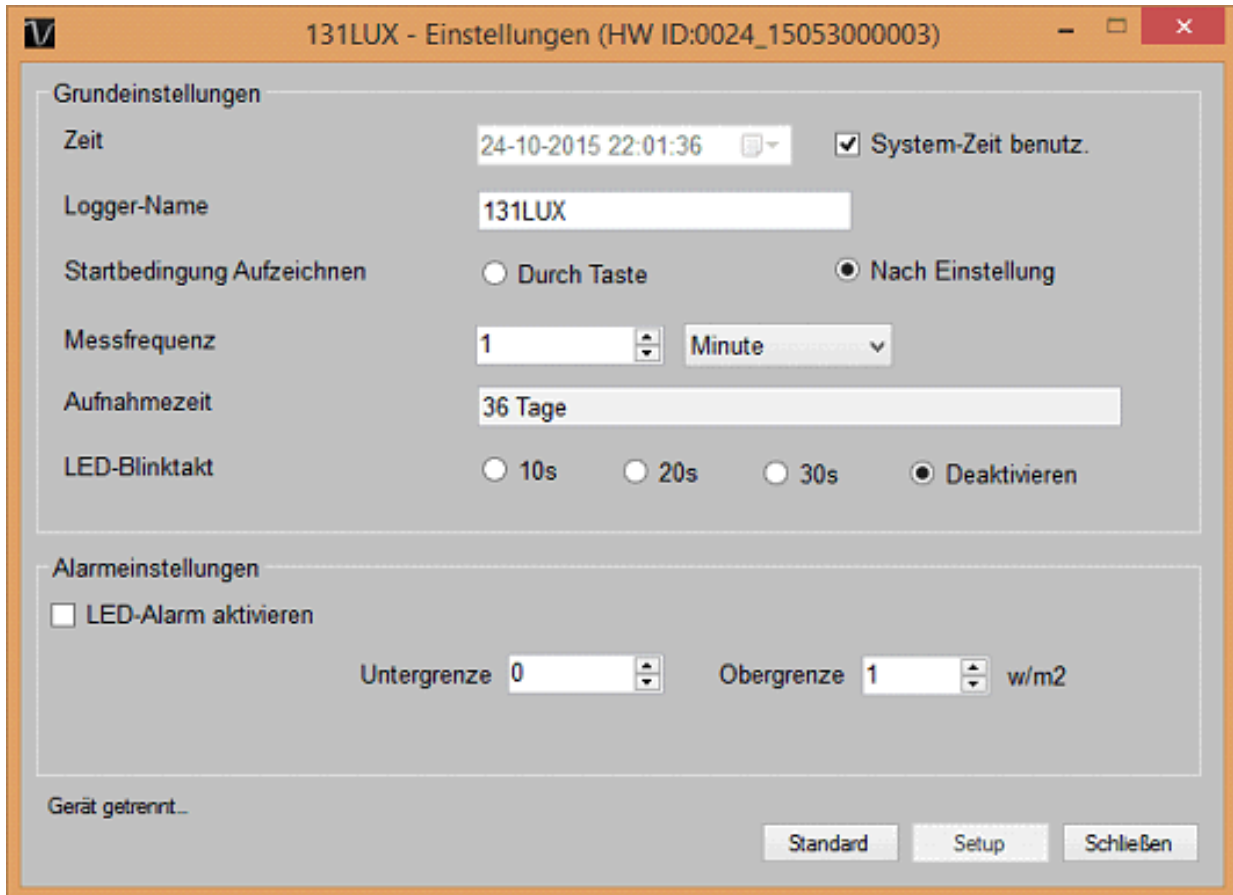 131LUX - Einstellungen (HW ID:0024_15053000003)
Grundeinstellungen
Zeit 24-10-2015 22:01:36 System-Zeit benutz.
Logger-Name 131LUX
Startbedingung Aufzeichnen Durch Taste Nach Einstellung
Messfrequenz 1 Minute
Aufnahmezeit 36 Tage
LED-Blinktakt 10s 20s 30s Deaktivieren
Alarmeinstellungen
LED-Alarm aktivieren
Untergrenze 0 Obergrenze 1 w/m2
Gerät getrennt...
Standard Setup Schließen